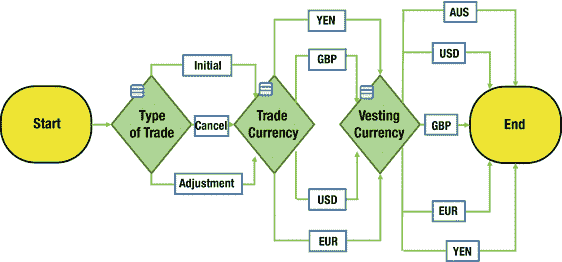 Start
Type
of Trade
Initial
Cancel
Adjustment
Trade
Currency
YEN
GBP
USD
EUR
Vesting
Currency
AUS
USD
GBP
EUR
YEN
End